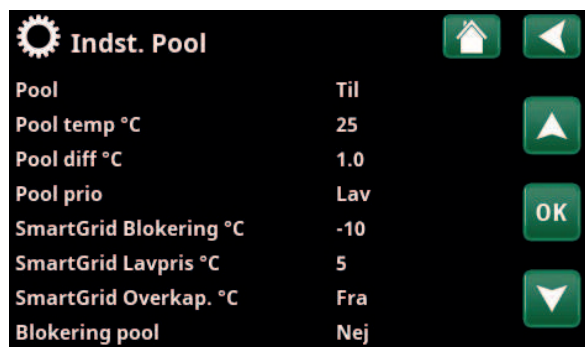 Indst. Pool
Pool Til
Pool temp °C 25
Pool diff °C 1.0
Pool prio Lav
SmartGrid Blokering °C -10
SmartGrid Lavpris °C 5
SmartGrid Overkap. °C Fra
Blokering pool Nej
OK